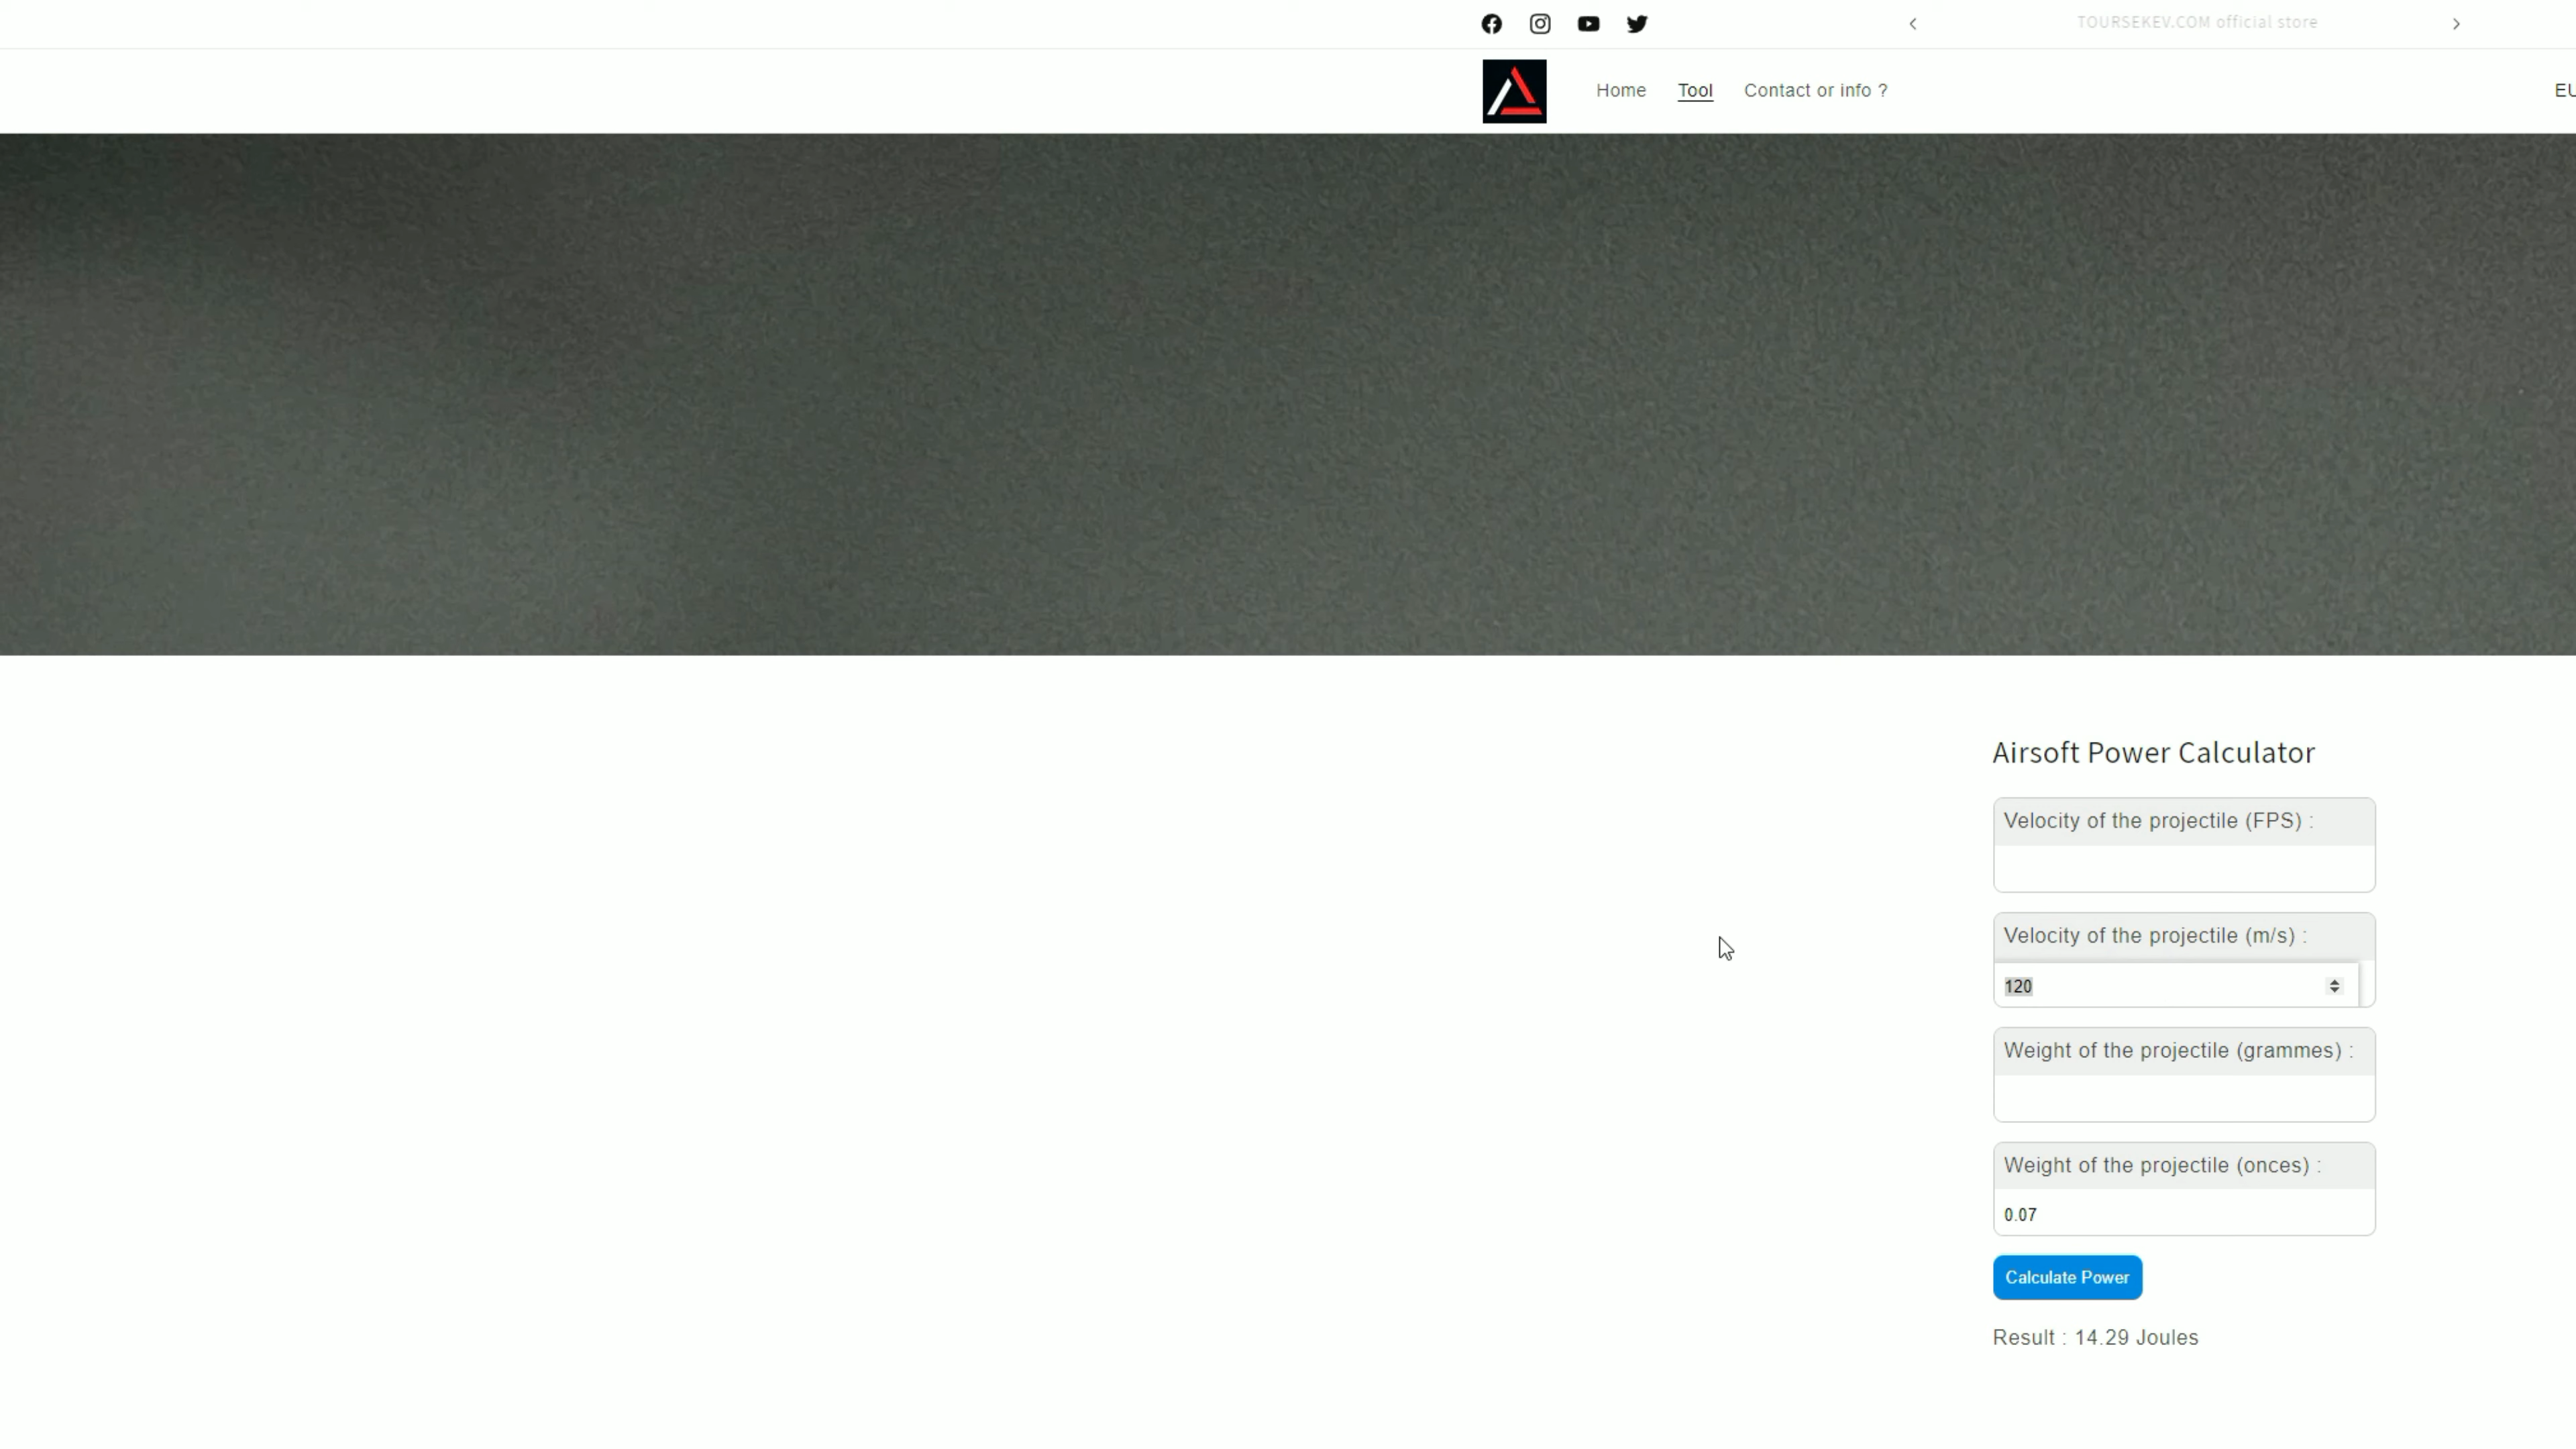 TOURSEKEV.COM official store
Home
Tool
Contact or info ?
EU
Airsoft Power Calculator
Velocity of the projectile (FPS) :
Velocity of the projectile (m/s) :
120
Weight of the projectile (grammes) :
Weight of the projectile (onces) :
0.07
Calculate Power
Result : 14.29 Joules